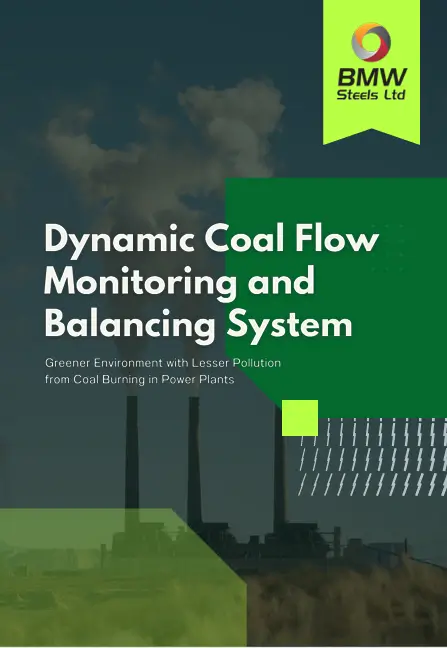 BMW
Steels Ltd
Dynamic Coal Flow
Monitoring and
Balancing System
Greener Environment with Lesser Pollution
from Coal Burning in Power Plants